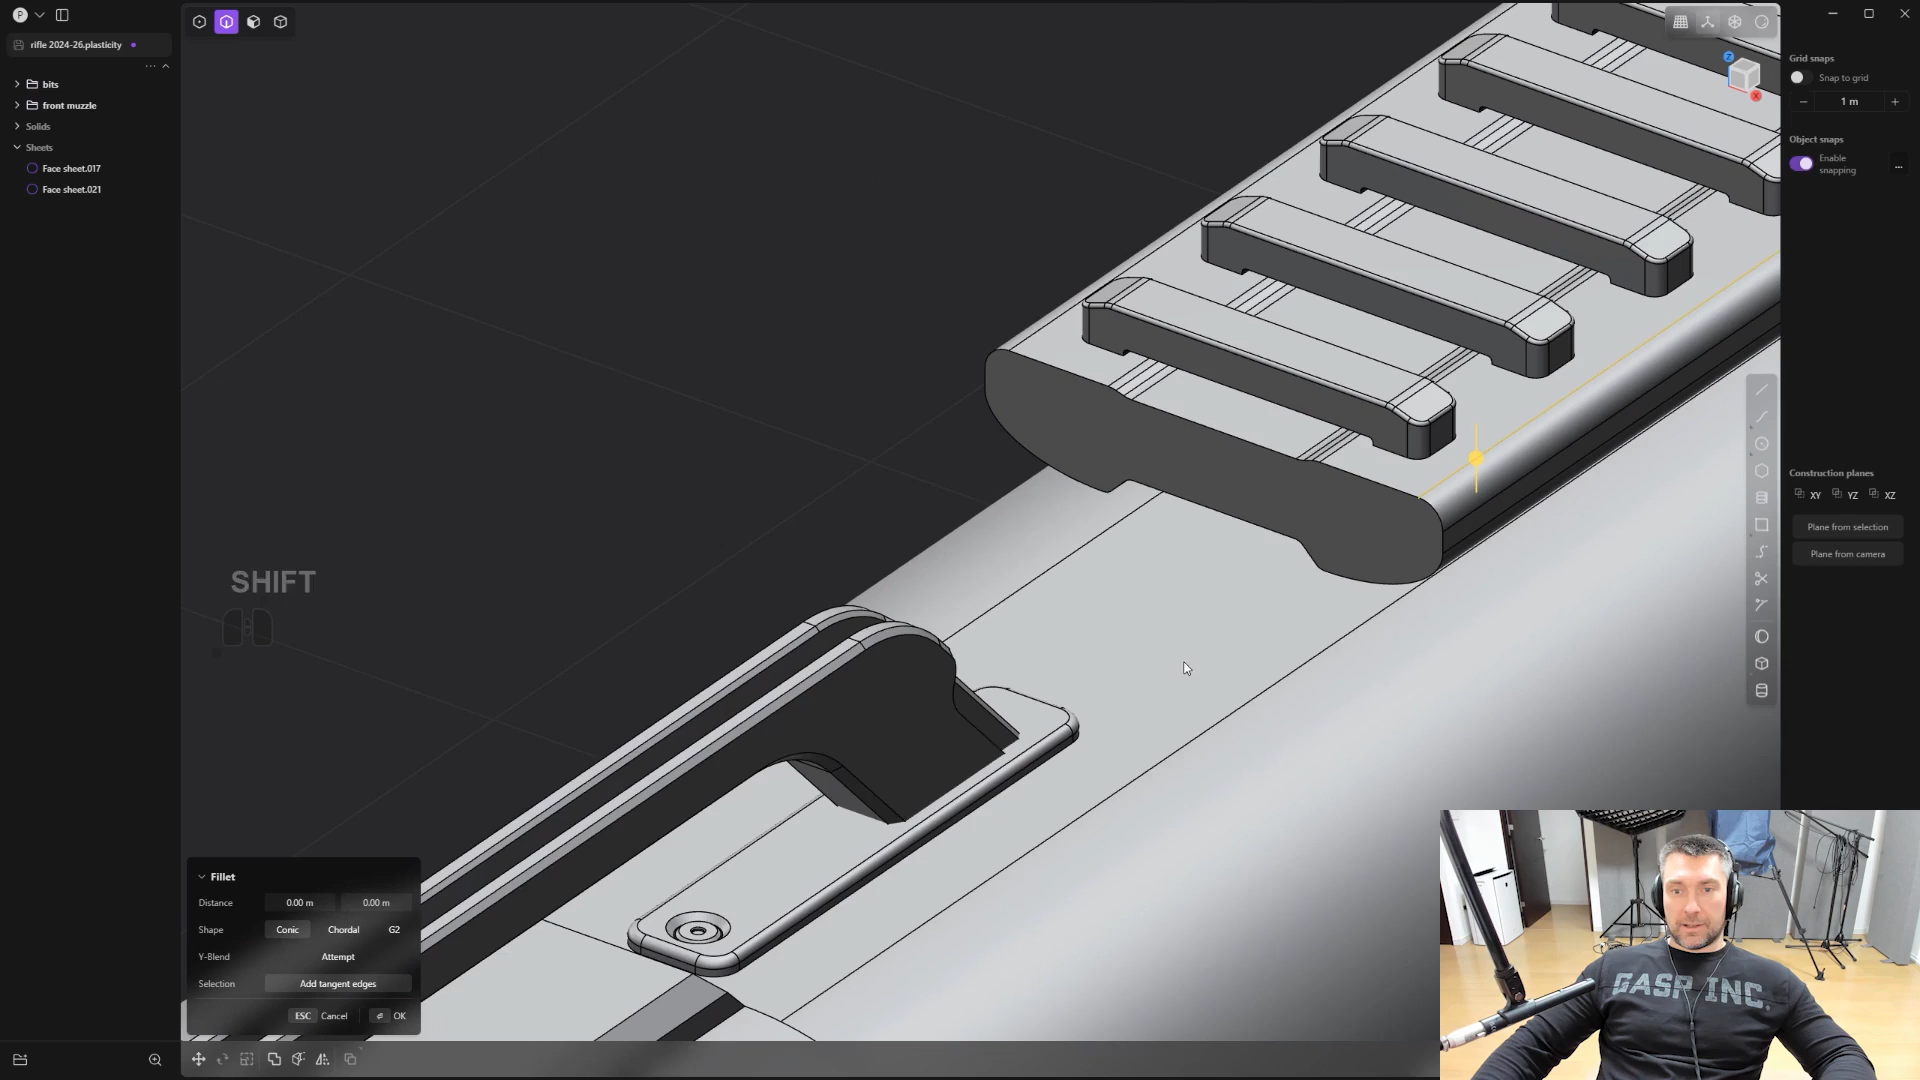 P
rifle 2024-26.plasticity
bits
front muzzle
Solids
Sheets
Face sheet.017
Face sheet.021
Z
X
Grid snaps
Snap to grid
1 m
Object snaps
Enable
snapping
Construction planes
XY
YZ
XZ
Plane from selection
Plane from camera
SHIFT
Fillet
Distance
0.00 m
0.00 m
Shape
Conic
Chordal
G2
Y-Blend
Attempt
Selection
Add tangent edges
ESC
Cancel
OK
GASP INC.